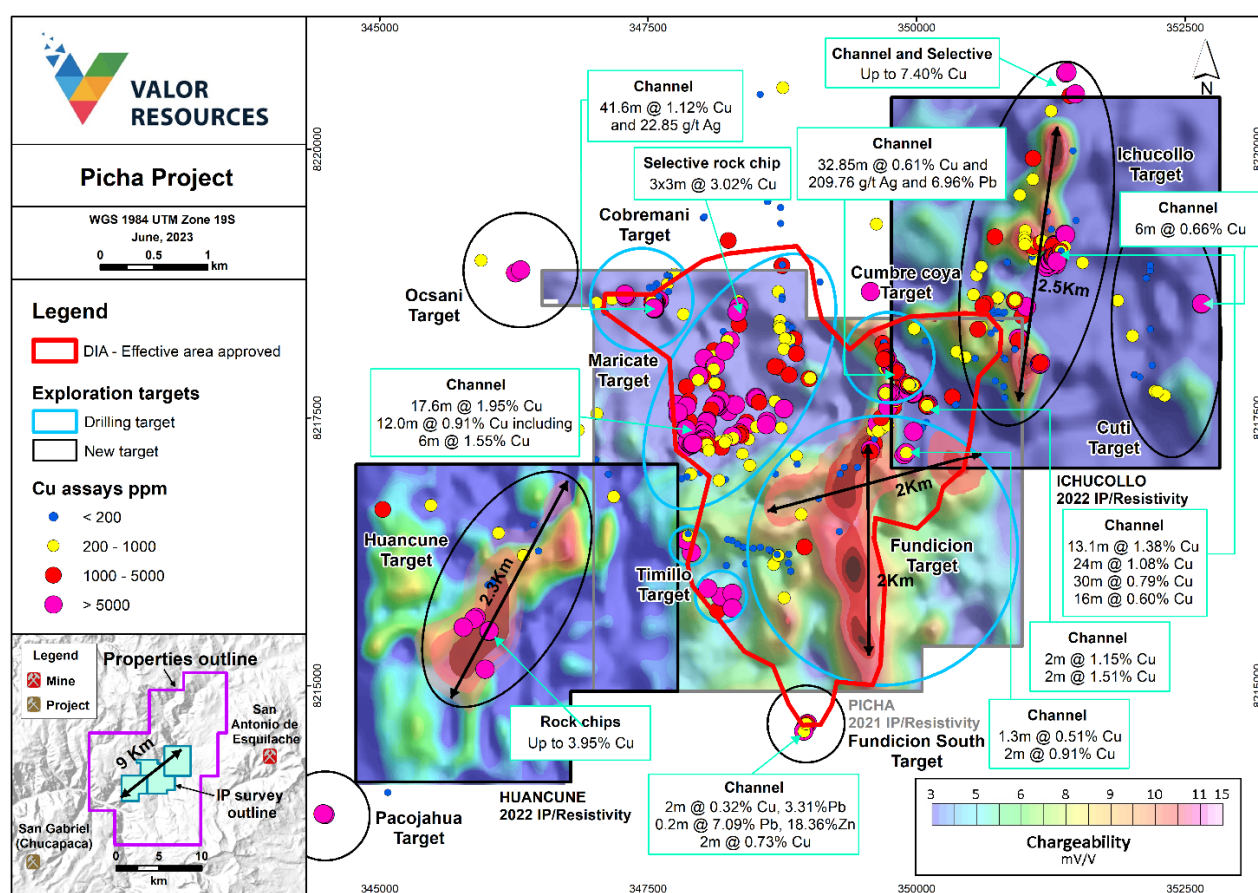 VALOR
RESOURCES
Picha Project
WGS 1984 UTM Zone 19S
June, 2023
0 0.5 1
km
Legend
DIA - Effective area approved
Exploration targets
Drilling target
New target
Cu assays ppm
< 200
200 - 1000
1000 - 5000
> 5000
Legend
Mine
Project
Properties outline
San
Antonio de
Esquilache
9 Km
IP survey
outline
San Gabriel
(Chucapaca)
0 5 10
km
345000 347500 350000 352500
8220000
8217500
8215000
8220000
8217500
8215000
345000 347500 350000 352500
N
Channel and Selective
Up to 7.40% Cu
Channel
41.6m @ 1.12% Cu
and 22.85 g/t Ag
Selective rock chip
3x3m @ 3.02% Cu
Channel
32.85m @ 0.61% Cu and
209.76 g/t Ag and 6.96% Pb
Ichucollo
Target
Channel
6m @ 0.66% Cu
Cobremani
Target
Ocsani
Target
Cumbre coya
Target
2.5Km
Maricate
Target
Channel
17.6m @ 1.95% Cu
12.0m @ 0.91% Cu including
6m @ 1.55% Cu
Cuti
Target
2Km
ICHUCOLLO
2022 IP/Resistivity
Huancune
Target
2.3Km
Timillo
Target
Fundicion
Target
2Km
Channel
13.1m @ 1.38% Cu
24m @ 1.08% Cu
30m @ 0.79% Cu
16m @ 0.60% Cu
Channel
2m @ 1.15% Cu
2m @ 1.51% Cu
Rock chips
Up to 3.95% Cu
PICHA
2021 IP/Resistivity
Fundicion South
Target
Channel
1.3m @ 0.51% Cu
2m @ 0.91% Cu
Channel
2m @ 0.32% Cu, 3.31%Pb
0.2m @ 7.09% Pb, 18.36%Zn
2m @ 0.73% Cu
HUANCUNE
2022 IP/Resistivity
Pacojahua
Target
3 5 6 8 9 10 11 15
Chargeability
mV/V